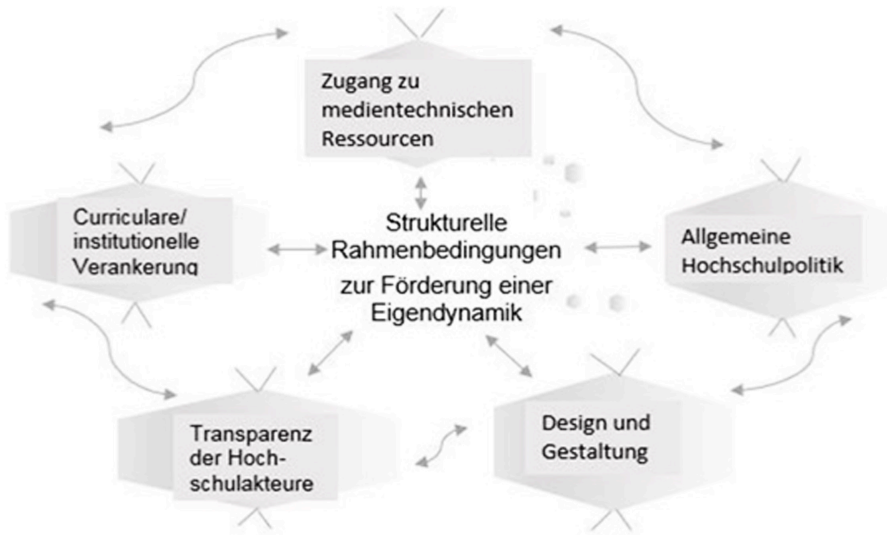 Zugang zu
medientechnischen
Ressourcen
Curriculare/
institutionelle
Verankerung
Strukturelle
Rahmenbedingungen
zur Förderung einer
Eigendynamik
Allgemeine
Hochschulpolitik
Transparenz
der Hoch-
schulakteure
Design und
Gestaltung